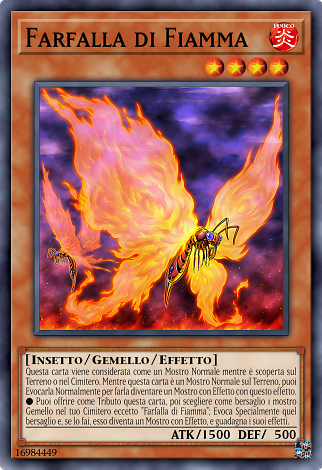 FARFALLA DI FIAMMA
FUOCO
炎
[INSETTO/GEMELLO/EFFETTO]
Questa carta viene considerata come un Mostro Normale mentre è scoperta sul
Terreno o nel Cimitero. Mentre questa carta è un Mostro Normale sul Terreno, puoi
Evocarla Normalmente per farla diventare un Mostro con Effetto con questo effetto.
● Puoi offrire come Tributo questa carta, poi scegliere come bersaglio 1 mostro
Gemello nel tuo Cimitero eccetto "Farfalla di Fiamma"; Evoca Specialmente quel
bersaglio e, se lo fai, esso diventa un Mostro con Effetto, e guadagna i suoi effetti.
ATK/1500 DEF/ 500
16984449